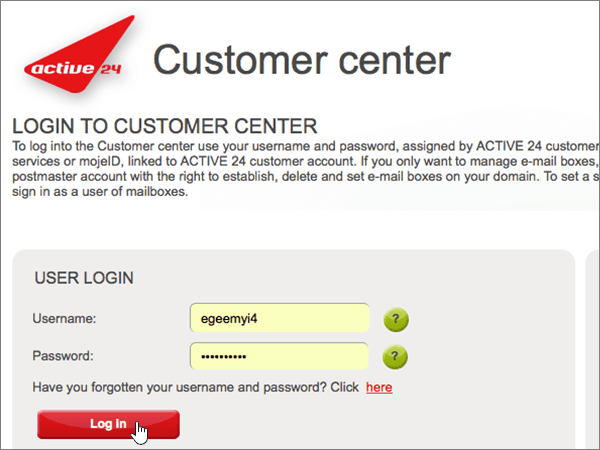 active 24
Customer center
LOGIN TO CUSTOMER CENTER
To log into the Customer center use your username and password, assigned by ACTIVE 24 customer
services or mojeID, linked to ACTIVE 24 customer account. If you only want to manage e-mail boxes,
postmaster account with the right to establish, delete and set e-mail boxes on your domain. To set a s
sign in as a user of mailboxes.
USER LOGIN
Username: egeemyi4 ?
Password: •••••••••• ?
Have you forgotten your username and password? Click here
Log in